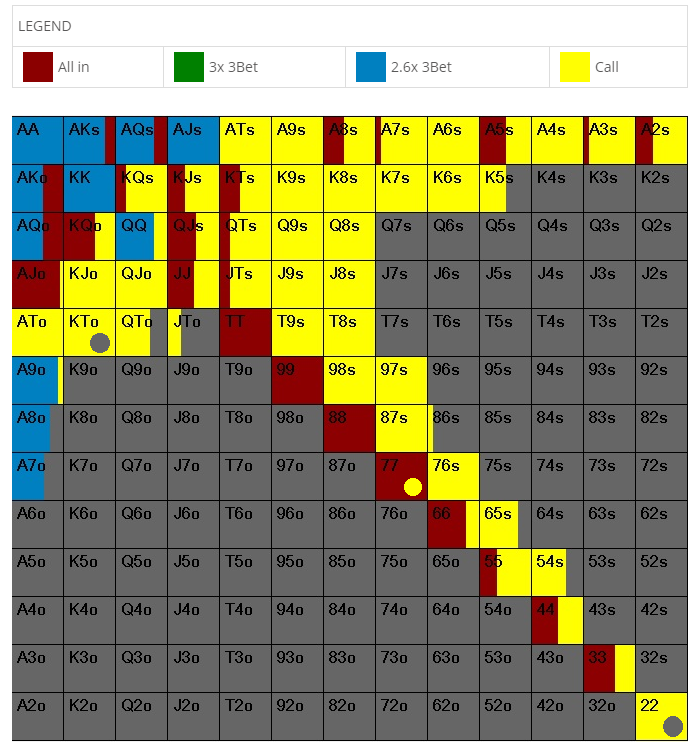 LEGEND
All in 3x 3Bet 2.6x 3Bet Call
AA AKs AQs AJs ATs A9s A8s A7s A6s A5s A4s A3s A2s
AKo KK KQs KJs KTs K9s K8s K7s K6s K5s K4s K3s K2s
AQo KQo QQ QJs QTs Q9s Q8s Q7s Q6s Q5s Q4s Q3s Q2s
AJo KJo QJo JJ JTs J9s J8s J7s J6s J5s J4s J3s J2s
ATo KTo QTo JTo TT T9s T8s T7s T6s T5s T4s T3s T2s
A9o K9o Q9o J9o T9o 99 98s 97s 96s 95s 94s 93s 92s
A8o K8o Q8o J8o T8o 98o 88 87s 86s 85s 84s 83s 82s
A7o K7o Q7o J7o T7o 97o 87o 77 76s 75s 74s 73s 72s
A6o K6o Q6o J6o T6o 96o 86o 76o 66 65s 64s 63s 62s
A5o K5o Q5o J5o T5o 95o 85o 75o 65o 55 54s 53s 52s
A4o K4o Q4o J4o T4o 94o 84o 74o 64o 54o 44 43s 42s
A3o K3o Q3o J3o T3o 93o 83o 73o 63o 53o 43o 33 32s
A2o K2o Q2o J2o T2o 92o 82o 72o 62o 52o 42o 32o 22